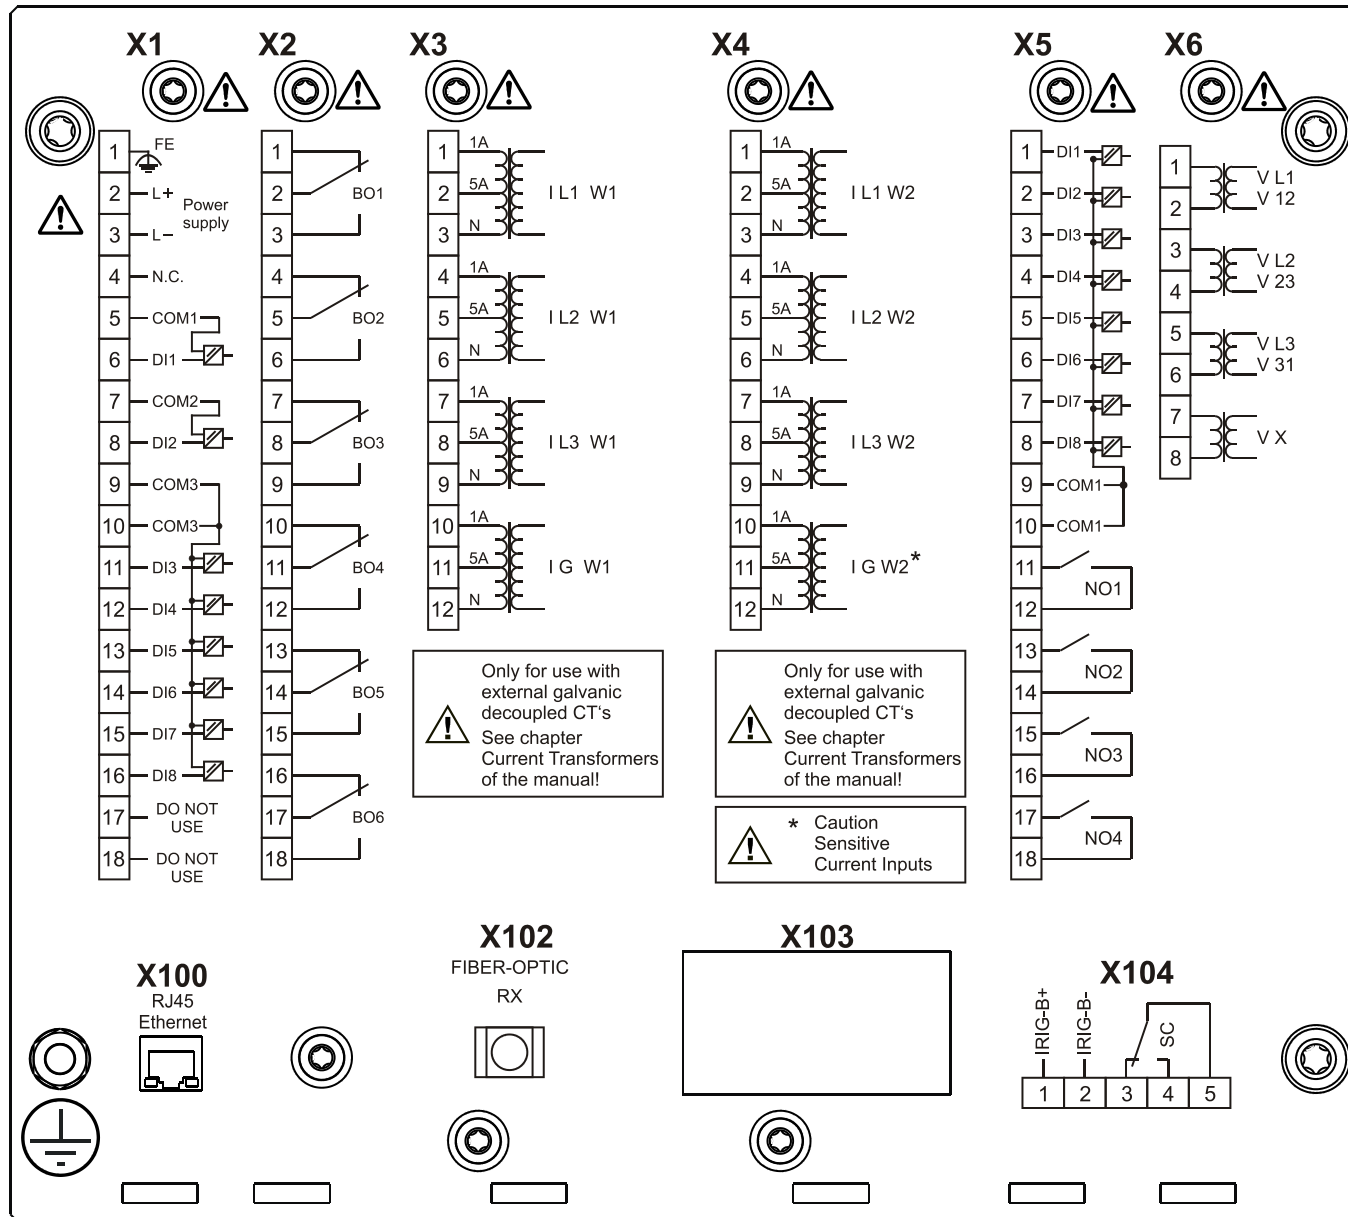 X1
1
FE
2
L+
Power
supply
3
L−
4
N.C.
5
COM1
6
DI1
7
COM2
8
DI2
9
COM3
10
COM3
11
DI3
12
DI4
13
DI5
14
DI6
15
DI7
16
DI8
17
DO NOT
USE
18
DO NOT
USE
X2
1
2
BO1
3
4
5
BO2
6
7
8
BO3
9
10
11
BO4
12
13
14
BO5
15
16
17
BO6
18
X3
1
1A
2
5A
I L1 W1
3
N
4
1A
5
5A
I L2 W1
6
N
7
1A
8
5A
I L3 W1
9
N
10
1A
11
5A
I G W1
12
N
Only for use with
external galvanic
decoupled CT‘s
See chapter
Current Transformers
of the manual!
X4
1
1A
2
5A
I L1 W2
3
N
4
1A
5
5A
I L2 W2
6
N
7
1A
8
5A
I L3 W2
9
N
10
1A
11
5A
I G W2*
12
N
Only for use with
external galvanic
decoupled CT‘s
See chapter
Current Transformers
of the manual!
* Caution
Sensitive
Current Inputs
X5
1
DI1
2
DI2
3
DI3
4
DI4
5
DI5
6
DI6
7
DI7
8
DI8
9
COM1
10
COM1
11
NO1
12
13
NO2
14
15
NO3
16
17
NO4
18
X6
1
V L1
V 12
2
3
V L2
V 23
4
5
V L3
V 31
6
7
V X
8
X100
RJ45
Ethernet
X102
FIBER-OPTIC
RX
X103
X104
IRIG-B+
IRIG-B-
SC
1 2 3 4 5